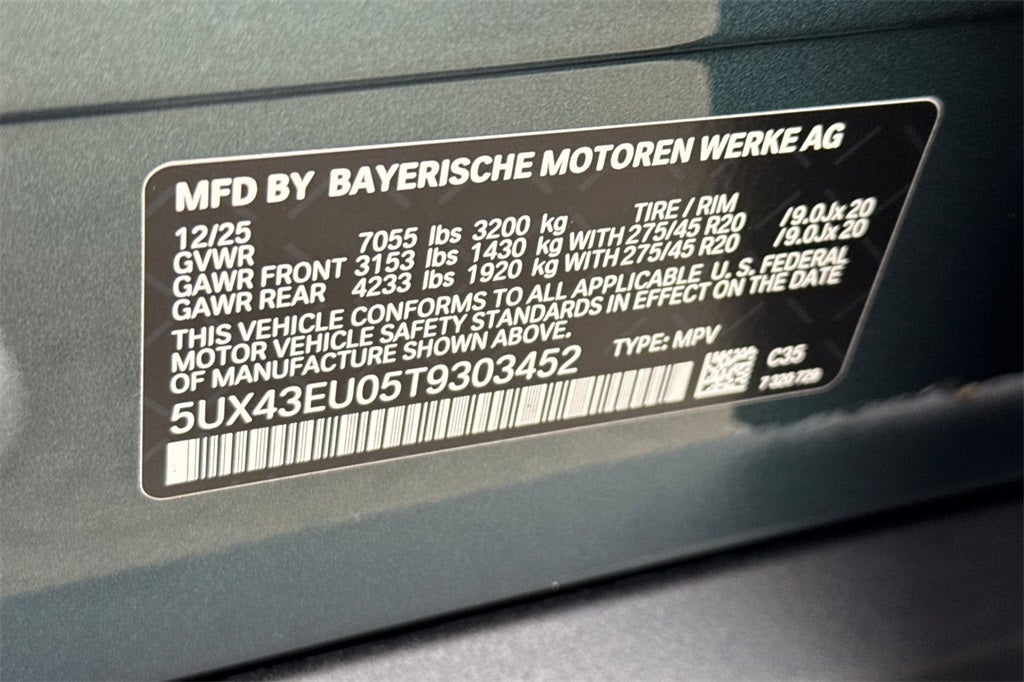 MFD BY BAYERISCHE MOTOREN WERKE AG
12/25 TIRE / RIM
GVWR 7055 lbs 3200 kg
GAWR FRONT 3153 lbs 1430 kg WITH 275/45 R20 /9.0Jx20
GAWR REAR 4233 lbs 1920 kg WITH 275/45 R20 /9.0Jx20
THIS VEHICLE CONFORMS TO ALL APPLICABLE U. S. FEDERAL
MOTOR VEHICLE SAFETY STANDARDS IN EFFECT ON THE DATE
OF MANUFACTURE SHOWN ABOVE.
5UX43EU05T9303452 TYPE: MPV
C35